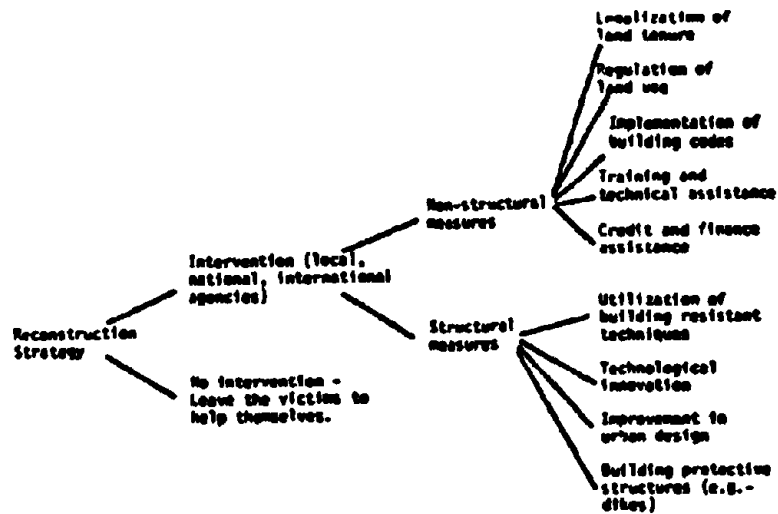 Legalization of
land tenure
Regulation of
land use
Implementation of
building codes
Training and
technical assistance
Credit and finance
assistance
Non-structural
measures
Intervention (local,
national, international
agencies)
Reconstruction
Strategy
No intervention -
Leave the victims to
help themselves.
Structural
measures
Utilization of
building resistant
techniques
Technological
innovation
Improvement in
urban design
Building protective
structures (e.g.-
dikes)